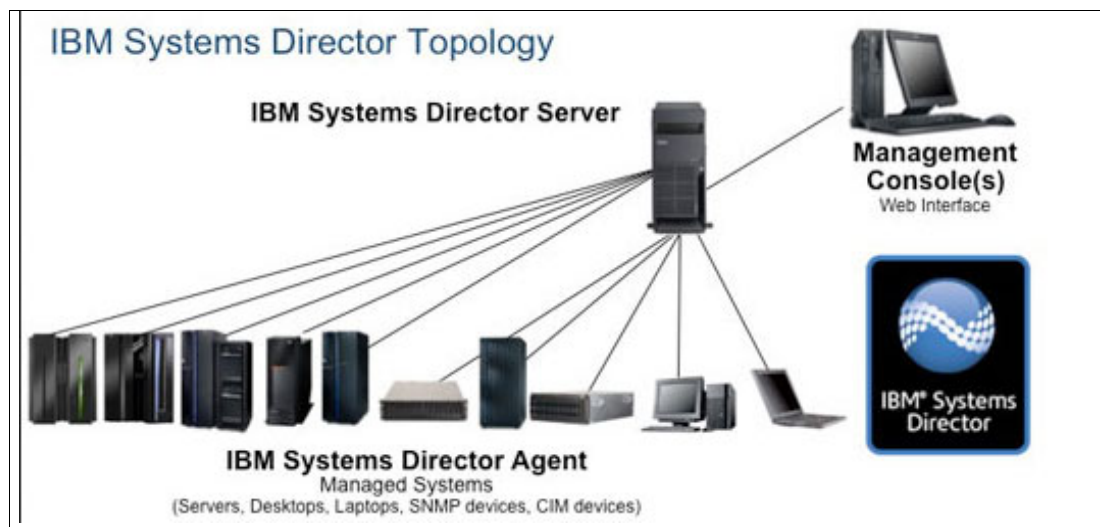 IBM Systems Director Topology
IBM Systems Director Server
Management
Console(s)
Web Interface
IBM® Systems
Director
IBM Systems Director Agent
Managed Systems
(Servers, Desktops, Laptops, SNMP devices, CIM devices)